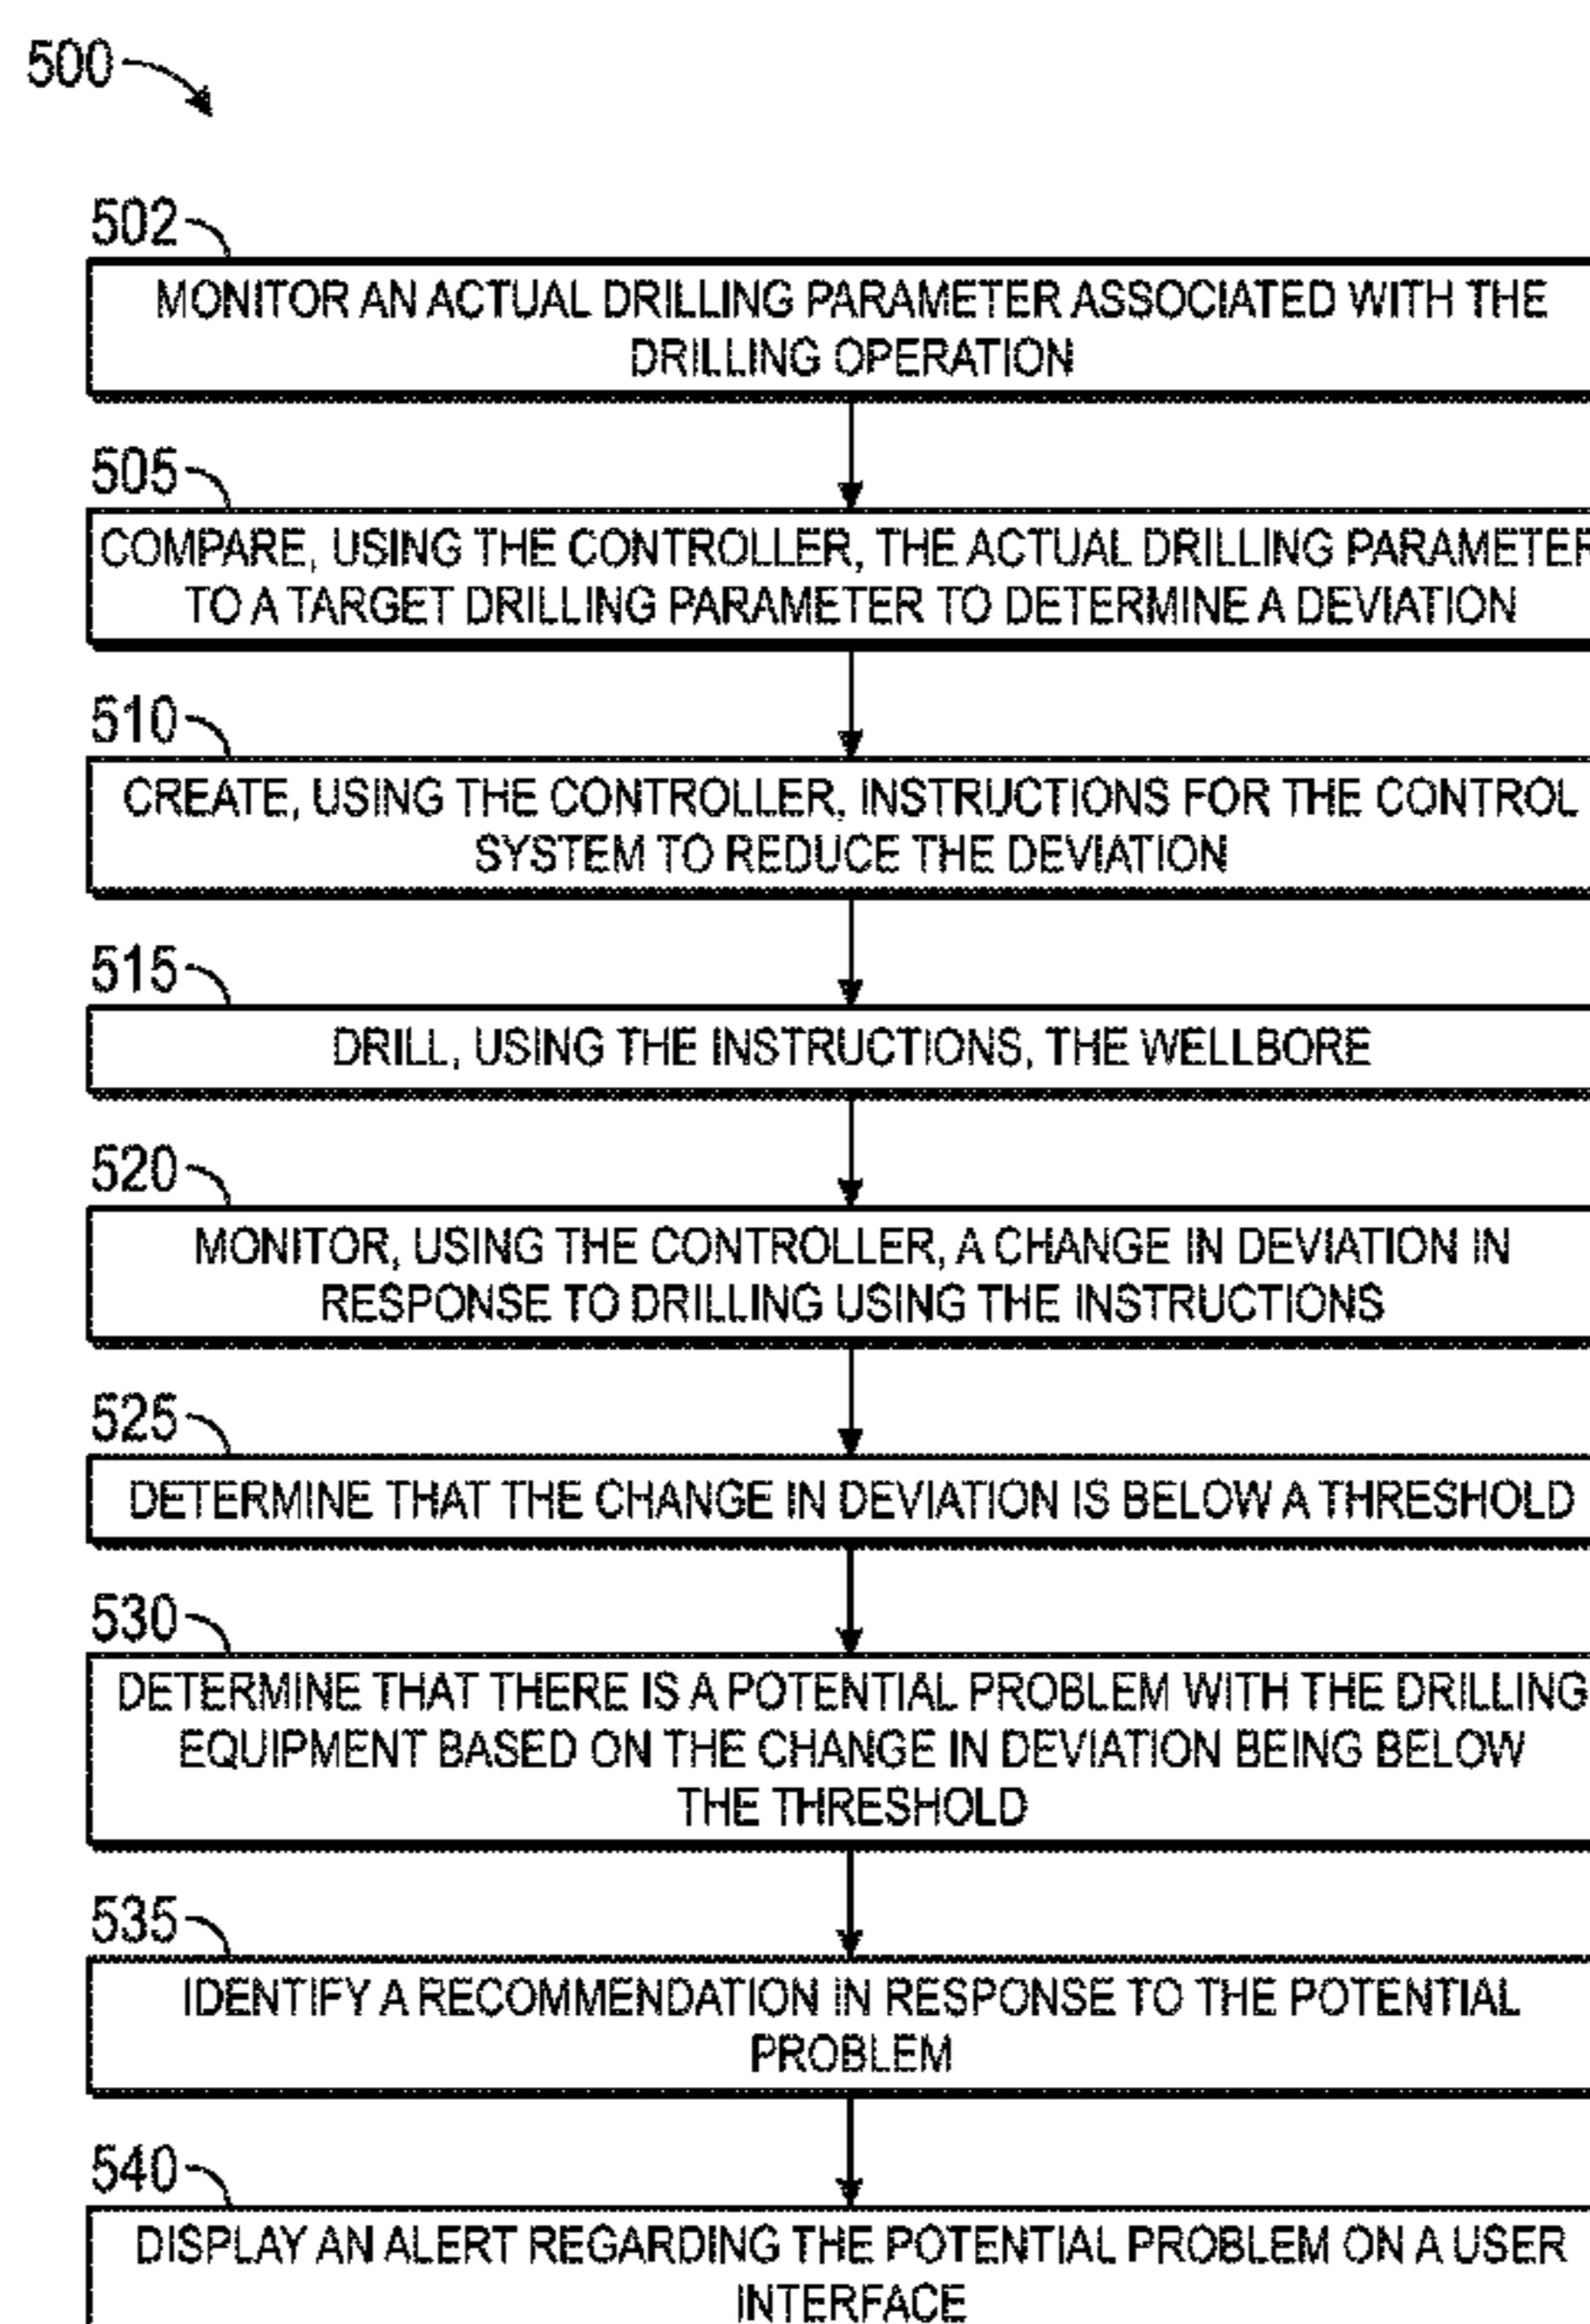 500
502
MONITOR AN ACTUAL DRILLING PARAMETER ASSOCIATED WITH THE
DRILLING OPERATION
505
COMPARE, USING THE CONTROLLER, THE ACTUAL DRILLING PARAMETER
TO A TARGET DRILLING PARAMETER TO DETERMINE A DEVIATION
510
CREATE, USING THE CONTROLLER, INSTRUCTIONS FOR THE CONTROL
SYSTEM TO REDUCE THE DEVIATION
515
DRILL, USING THE INSTRUCTIONS, THE WELLBORE
520
MONITOR, USING THE CONTROLLER, A CHANGE IN DEVIATION IN
RESPONSE TO DRILLING USING THE INSTRUCTIONS
525
DETERMINE THAT THE CHANGE IN DEVIATION IS BELOW A THRESHOLD
530
DETERMINE THAT THERE IS A POTENTIAL PROBLEM WITH THE DRILLING
EQUIPMENT BASED ON THE CHANGE IN DEVIATION BEING BELOW
THE THRESHOLD
535
IDENTIFY A RECOMMENDATION IN RESPONSE TO THE POTENTIAL
PROBLEM
540
DISPLAY AN ALERT REGARDING THE POTENTIAL PROBLEM ON A USER
INTERFACE